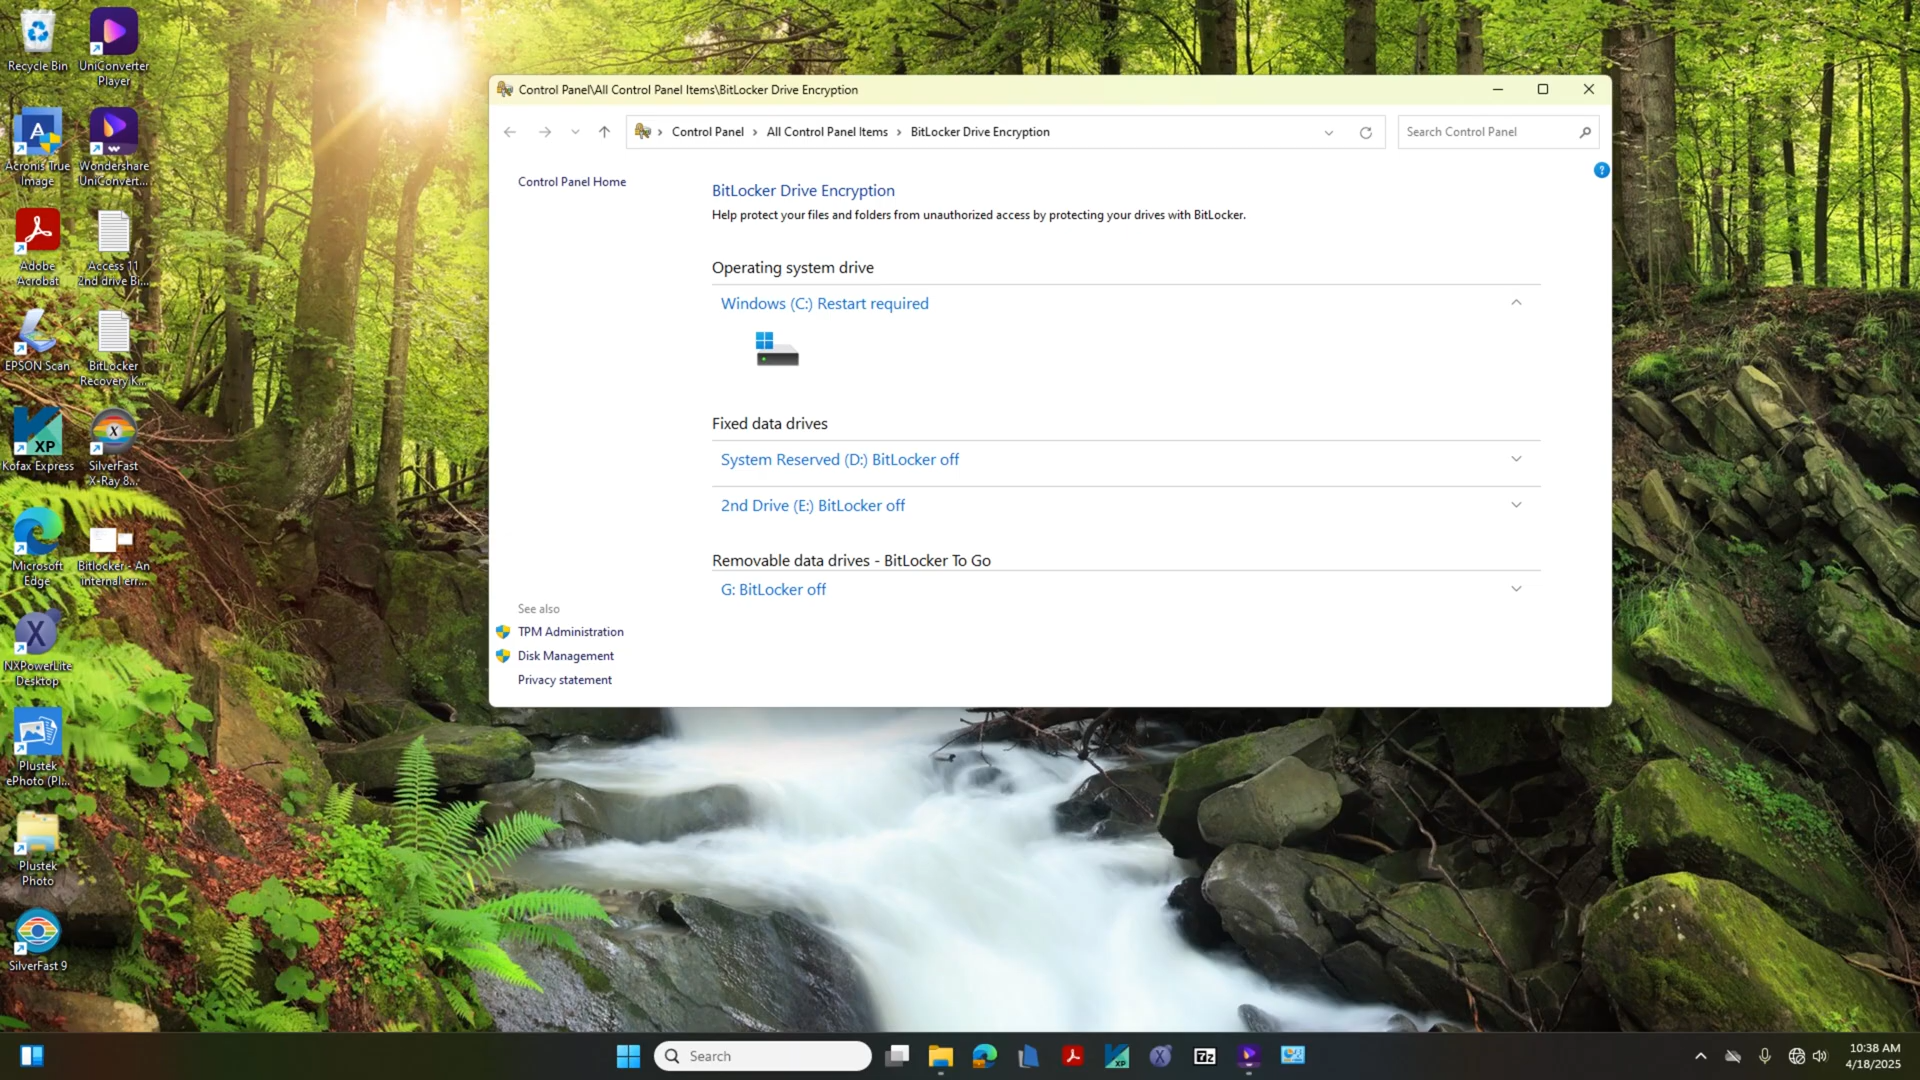 Recycle Bin
UniConverter
Player
Acronis True
Image
Wondershare
UniConvert...
Adobe
Acrobat
Access 11
2nd drive Bi...
EPSON Scan
BitLocker
Recovery K...
XP
Kofax Express
SilverFast
X-Ray 8...
Microsoft
Edge
Bitlocker - An
internal err...
NXPowerLite
Desktop
Plustek
ePhoto (Pl...
Plustek
Photo
SilverFast 9
Control Panel\All Control Panel Items\BitLocker Drive Encryption
Control Panel > All Control Panel Items > BitLocker Drive Encryption
Search Control Panel
Control Panel Home
BitLocker Drive Encryption
Help protect your files and folders from unauthorized access by protecting your drives with BitLocker.
Operating system drive
Windows (C:) Restart required
Fixed data drives
System Reserved (D:) BitLocker off
2nd Drive (E:) BitLocker off
Removable data drives - BitLocker To Go
G: BitLocker off
See also
TPM Administration
Disk Management
Privacy statement
Search
XP
7z
10:38 AM
4/18/2025